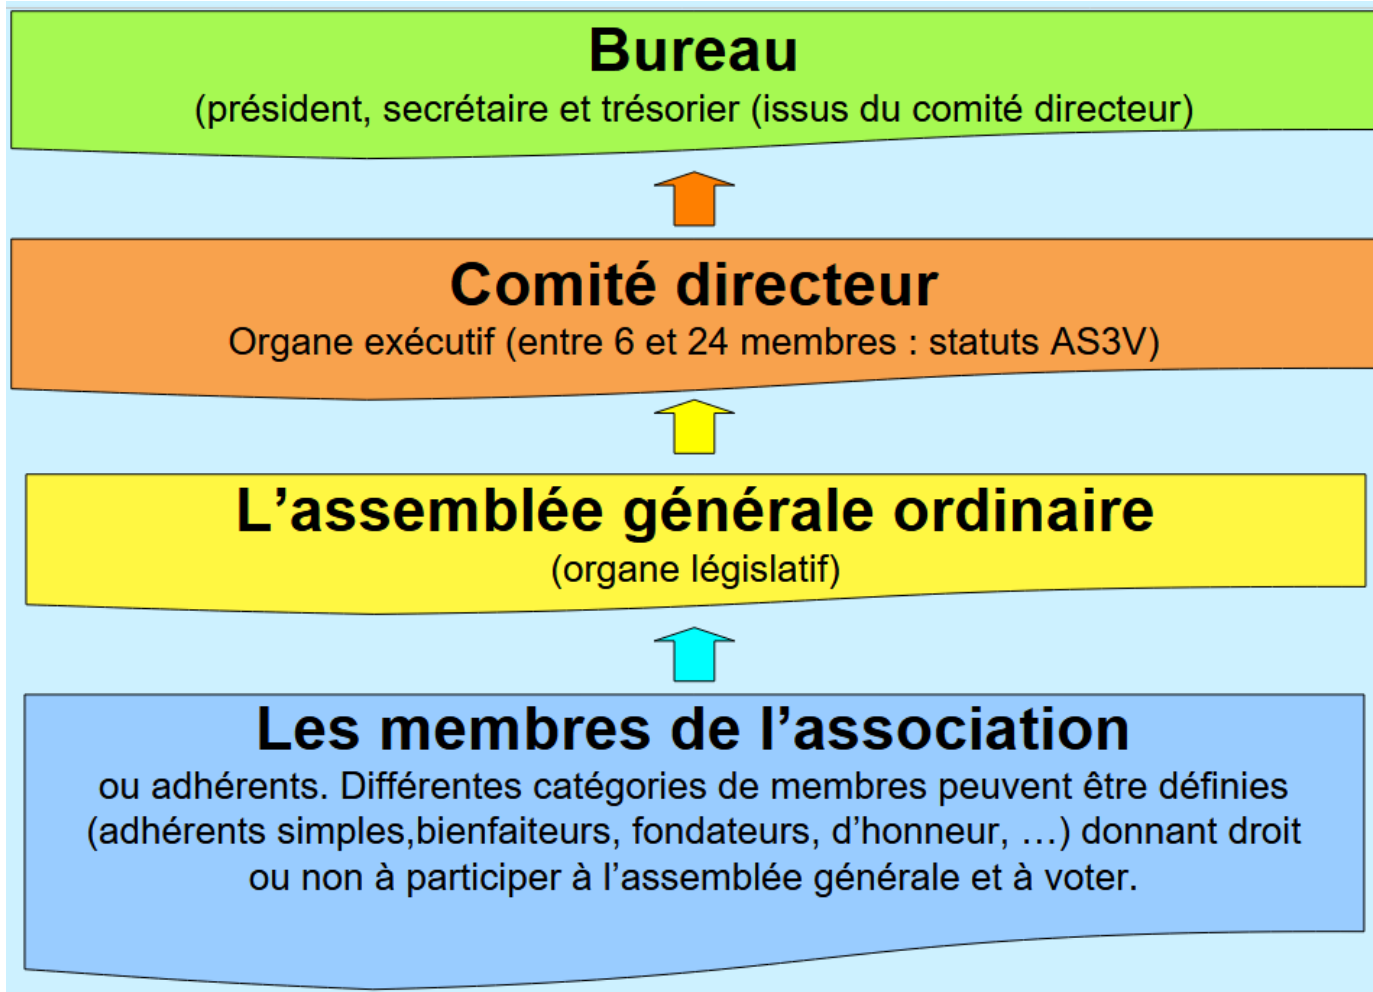 Bureau
(président, secrétaire et trésorier (issus du comité directeur)
Comité directeur
Organe exécutif (entre 6 et 24 membres : statuts AS3V)
L’assemblée générale ordinaire
(organe législatif)
Les membres de l’association
ou adhérents. Différentes catégories de membres peuvent être définies
(adhérents simples,bienfaiteurs, fondateurs, d’honneur, …) donnant droit
ou non à participer à l’assemblée générale et à voter.